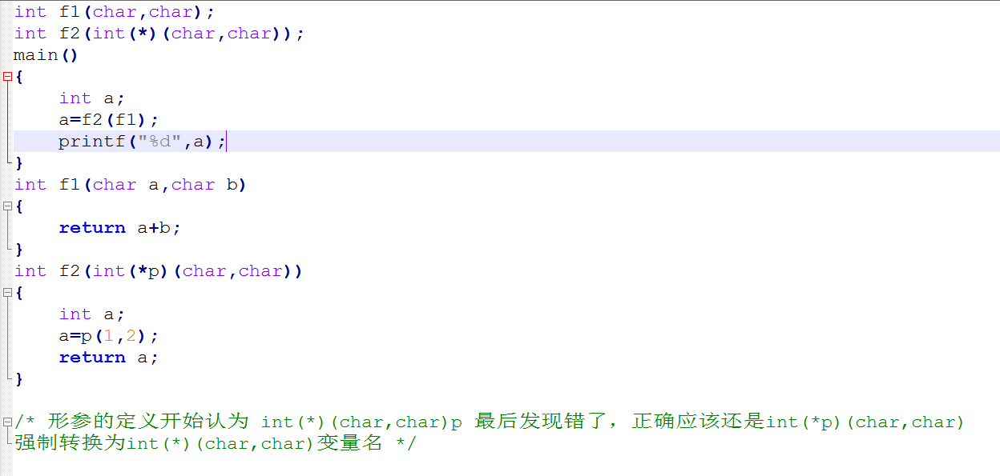 int f1(char,char);
int f2(int(*)(char,char));
main()
{
    int a;
    a=f2(f1);
    printf("%d",a);
}
int f1(char a,char b)
{
    return a+b;
}
int f2(int(*p)(char,char))
{
    int a;
    a=p(1,2);
    return a;
}
/* 形参的定义开始认为 int(*)(char,char)p 最后发现错了，正确应该还是int(*p)(char,char)
强制转换为int(*)(char,char)变量名 */